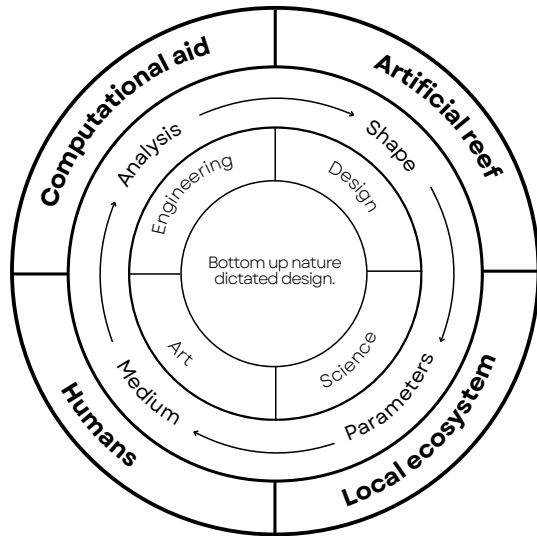 Computational aid
Artificial reef
Analysis
Shape
Engineering
Design
Bottom up nature
dictated design.
Art
Science
Medium
Parameters
Humans
Local ecosystem